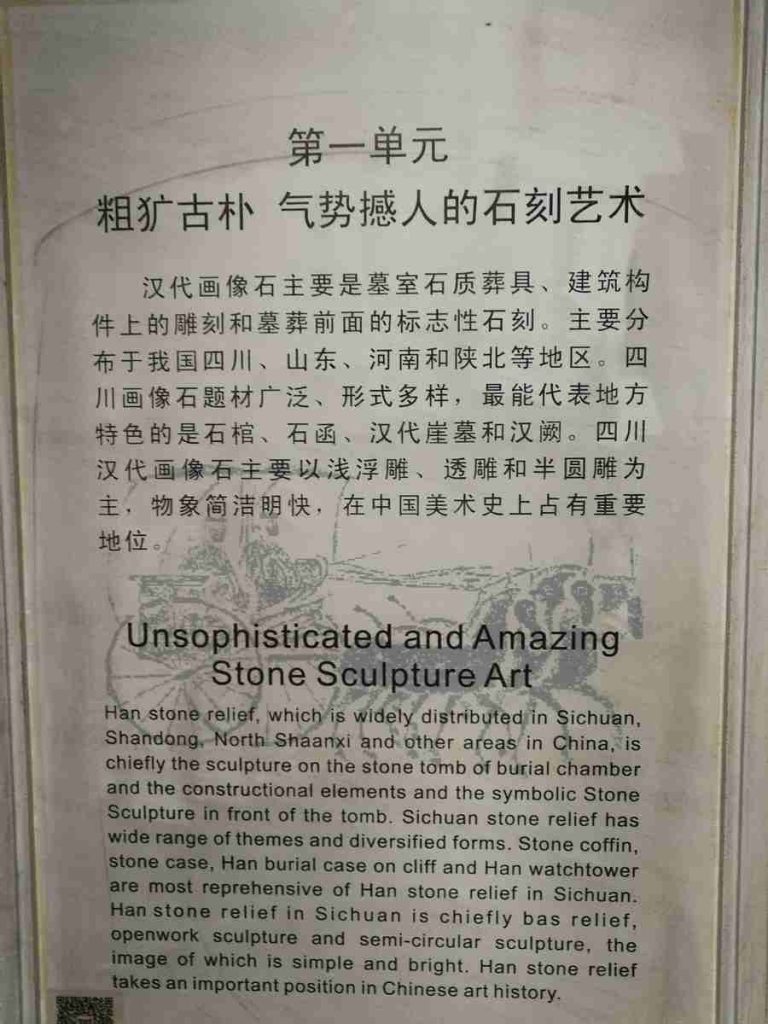 第一单元
粗犷古朴 气势撼人的石刻艺术
汉代画像石主要是墓室石质葬具、建筑构
件上的雕刻和墓葬前面的标志性石刻。主要分
布于我国四川、山东、河南和陕北等地区。四
川画像石题材广泛、形式多样，最能代表地方
特色的是石棺、石函、汉代崖墓和汉阙。四川
汉代画像石主要以浅浮雕、透雕和半圆雕为
主，物象简洁明快，在中国美术史上占有重要
地位。
Unsophisticated and Amazing
Stone Sculpture Art
Han stone relief, which is widely distributed in Sichuan,
Shandong, North Shaanxi and other areas in China, is
chiefly the sculpture on the stone tomb of burial chamber
and the constructional elements and the symbolic Stone
Sculpture in front of the tomb. Sichuan stone relief has
wide range of themes and diversified forms. Stone coffin,
stone case, Han burial case on cliff and Han watchtower
are most reprehensive of Han stone relief in Sichuan.
Han stone relief in Sichuan is chiefly bas relief,
openwork sculpture and semi-circular sculpture, the
image of which is simple and bright. Han stone relief
takes an important position in Chinese art history.